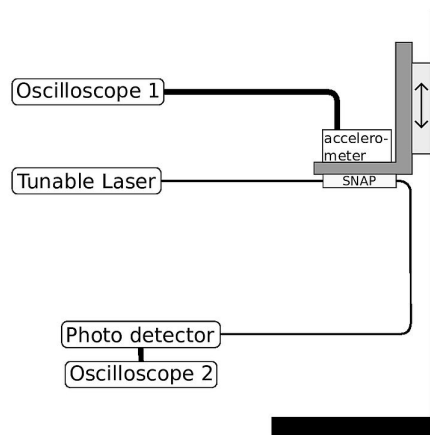 Oscilloscope 1
accelero-
meter
Tunable Laser
SNAP
Photo detector
Oscilloscope 2